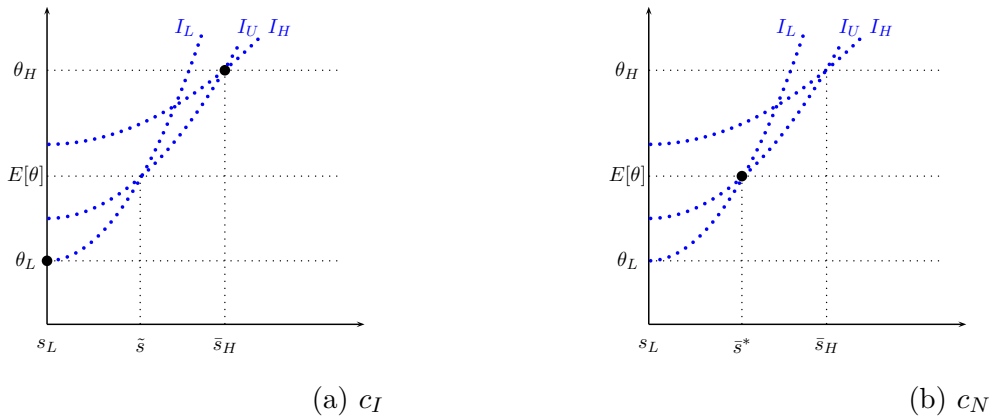 I_L I_U I_H
θ_H
E[θ]
θ_L
s_L s̃ s̄_H
(a) c_I
I_L I_U I_H
θ_H
E[θ]
θ_L
s_L s̄* s̄_H
(b) c_N